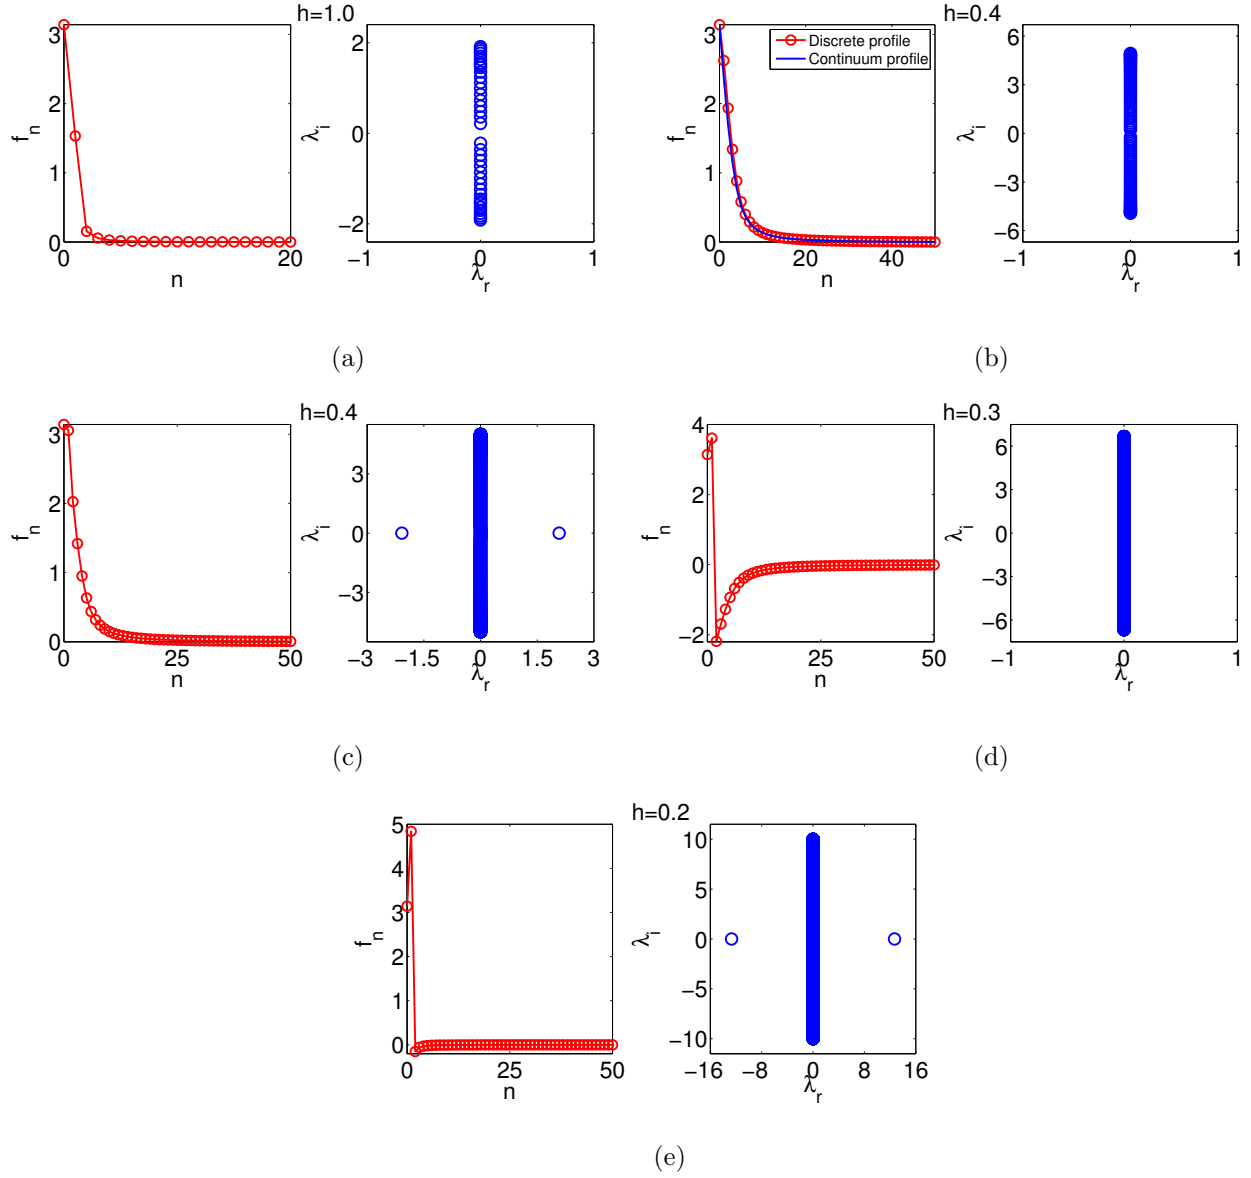 h=1.0
3
2
1
0
0
20
f_n
n
2
0
−2
−1
0
1
λ_i
λ_r
(a)
h=0.4
3
2
1
0
0
20
40
f_n
n
Discrete profile
Continuum profile
6
3
0
−3
−6
−1
0
1
λ_i
λ_r
(b)
h=0.4
3
2
1
0
0
25
50
f_n
n
3
0
−3
−3
−1.5
0
1.5
3
λ_i
λ_r
(c)
h=0.3
4
2
0
−2
0
25
50
f_n
n
6
3
0
−3
−6
−1
0
1
λ_i
λ_r
(d)
h=0.2
5
4
3
2
1
0
0
25
50
f_n
n
10
5
0
−5
−10
−16
−8
0
8
16
λ_i
λ_r
(e)